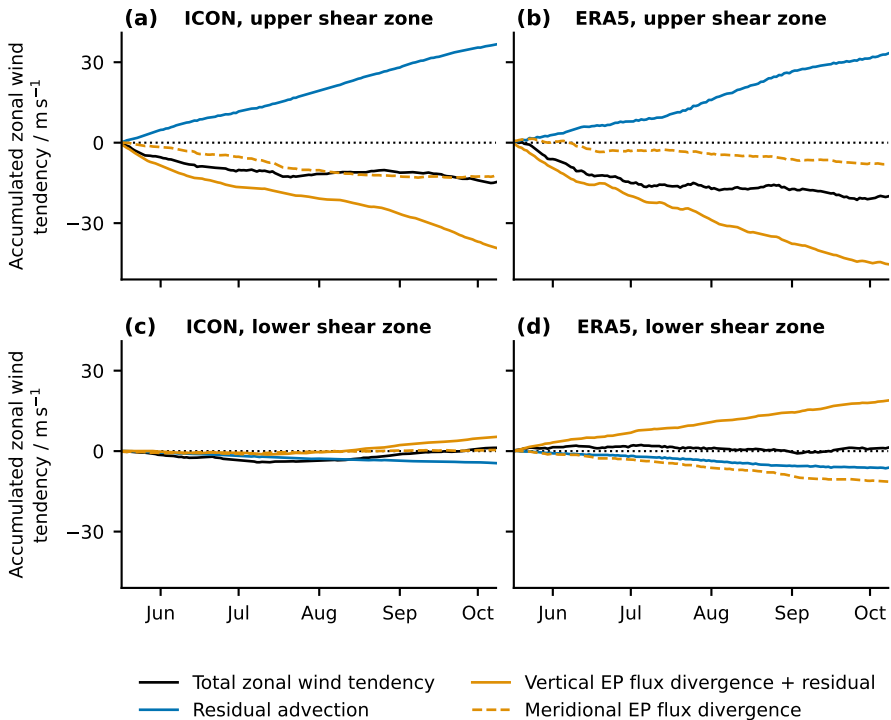 (a) ICON, upper shear zone
(b) ERA5, upper shear zone
Accumulated zonal wind
tendency / m s⁻¹
30
0
−30
(c) ICON, lower shear zone
(d) ERA5, lower shear zone
Accumulated zonal wind
tendency / m s⁻¹
30
0
−30
Jun Jul Aug Sep Oct
Jun Jul Aug Sep Oct
Total zonal wind tendency
Residual advection
Vertical EP flux divergence + residual
Meridional EP flux divergence